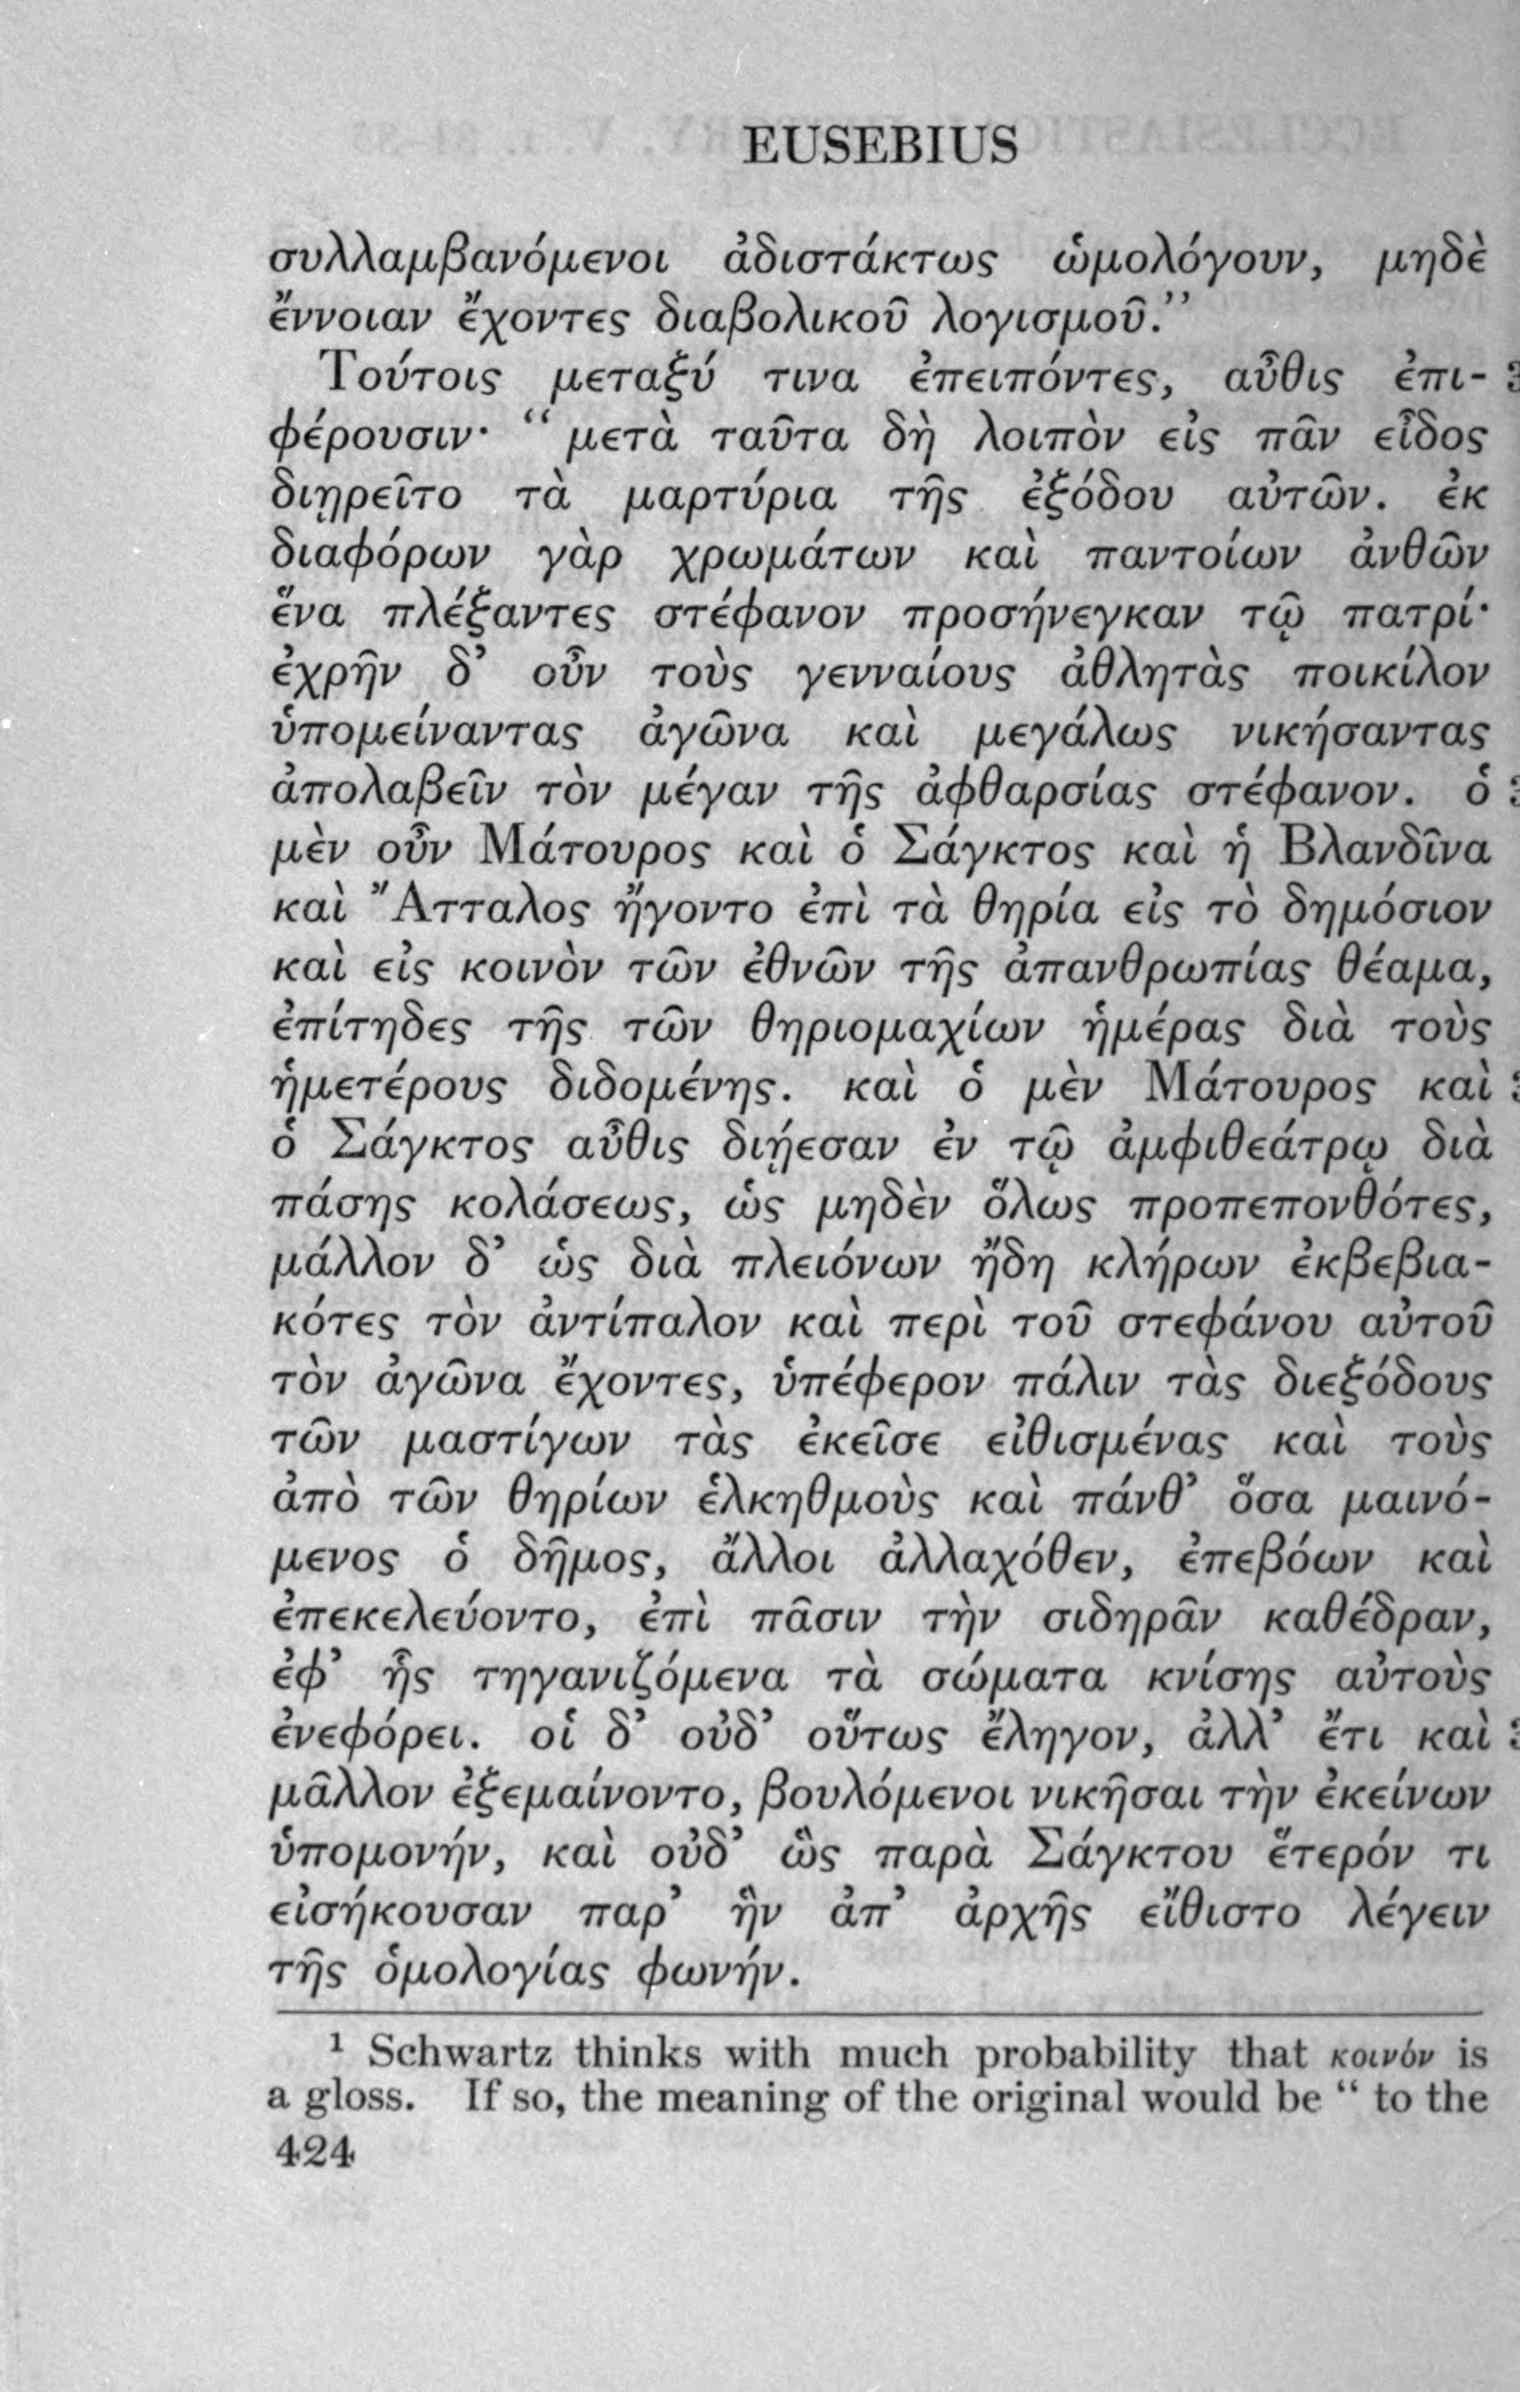 EUSEBIUS
συλλαμβανόμενοι ἀδιστάκτως ὡμολόγουν, μηδὲ
ἔννοιαν ἔχοντες διαβολικοῦ λογισμοῦ.”
Τούτοις μεταξύ τινα ἐπειπόντες, αὖθις ἐπι-
φέρουσιν· “ μετὰ ταῦτα δὴ λοιπὸν εἰς πᾶν εἶδος
διῃρεῖτο τὰ μαρτύρια τῆς ἐξόδου αὐτῶν. ἐκ
διαφόρων γὰρ χρωμάτων καὶ παντοίων ἀνθῶν
ἕνα πλέξαντες στέφανον προσήνεγκαν τῷ πατρί·
ἐχρῆν δ’ οὖν τοὺς γενναίους ἀθλητὰς ποικίλον
ὑπομείναντας ἀγῶνα καὶ μεγάλως νικήσαντας
ἀπολαβεῖν τὸν μέγαν τῆς ἀφθαρσίας στέφανον. ὁ
μὲν οὖν Μάτουρος καὶ ὁ Σάγκτος καὶ ἡ Βλανδῖνα
καὶ Ἄτταλος ἤγοντο ἐπὶ τὰ θηρία εἰς τὸ δημόσιον
καὶ εἰς κοινὸν τῶν ἐθνῶν τῆς ἀπανθρωπίας θέαμα,
ἐπίτηδες τῆς τῶν θηριομαχίων ἡμέρας διὰ τοὺς
ἡμετέρους διδομένης. καὶ ὁ μὲν Μάτουρος καὶ
ὁ Σάγκτος αὖθις διῄεσαν ἐν τῷ ἀμφιθεάτρῳ διὰ
πάσης κολάσεως, ὡς μηδὲν ὅλως προπεπονθότες,
μάλλον δ’ ὡς διὰ πλειόνων ἤδη κλήρων ἐκβεβια-
κότες τὸν ἀντίπαλον καὶ περὶ τοῦ στεφάνου αὐτοῦ
τὸν ἀγῶνα ἔχοντες, ὑπέφερον πάλιν τὰς διεξόδους
τῶν μαστίγων τὰς ἐκεῖσε εἰθισμένας καὶ τοὺς
ἀπὸ τῶν θηρίων ἑλκηθμοὺς καὶ πάνθ’ ὅσα μαινό-
μενος ὁ δῆμος, ἄλλοι ἀλλαχόθεν, ἐπεβόων καὶ
ἐπεκελεύοντο, ἐπὶ πᾶσιν τὴν σιδηρᾶν καθέδραν,
ἐφ’ ἧς τηγανιζόμενα τὰ σώματα κνίσης αὐτοὺς
ἐνεφόρει. οἱ δ’ οὐδ’ οὕτως ἔληγον, ἀλλ’ ἔτι καὶ
μᾶλλον ἐξεμαίνοντο, βουλόμενοι νικῆσαι τὴν ἐκείνων
ὑπομονήν, καὶ οὐδ’ ὣς παρὰ Σάγκτου ἕτερόν τι
εἰσήκουσαν παρ’ ἣν ἀπ’ ἀρχῆς εἴθιστο λέγειν
τῆς ὁμολογίας φωνήν.
¹ Schwartz thinks with much probability that κοινόν is
a gloss. If so, the meaning of the original would be “ to the
424